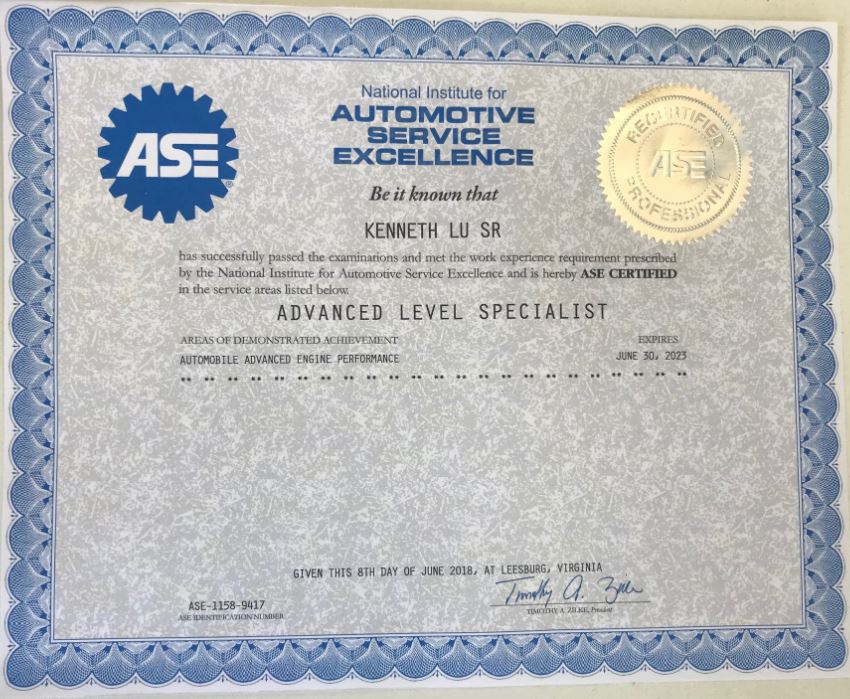 ASE
®
National Institute for
AUTOMOTIVE
SERVICE
EXCELLENCE
RECERTIFIED
ASE
PROFESSIONAL
Be it known that
KENNETH LU SR
has successfully passed the examinations and met the work experience requirement prescribed
by the National Institute for Automotive Service Excellence and is hereby ASE CERTIFIED
in the service areas listed below.
ADVANCED LEVEL SPECIALIST
AREAS OF DEMONSTRATED ACHIEVEMENT EXPIRES
AUTOMOBILE ADVANCED ENGINE PERFORMANCE JUNE 30, 2023
** ** ** ** ** ** ** ** ** ** ** ** ** ** ** ** ** ** ** ** ** ** **
GIVEN THIS 8TH DAY OF JUNE 2018, AT LEESBURG, VIRGINIA
Timothy A. Zilke
ASE-1158-9417
ASE IDENTIFICATION NUMBER
TIMOTHY A. ZILKE, President